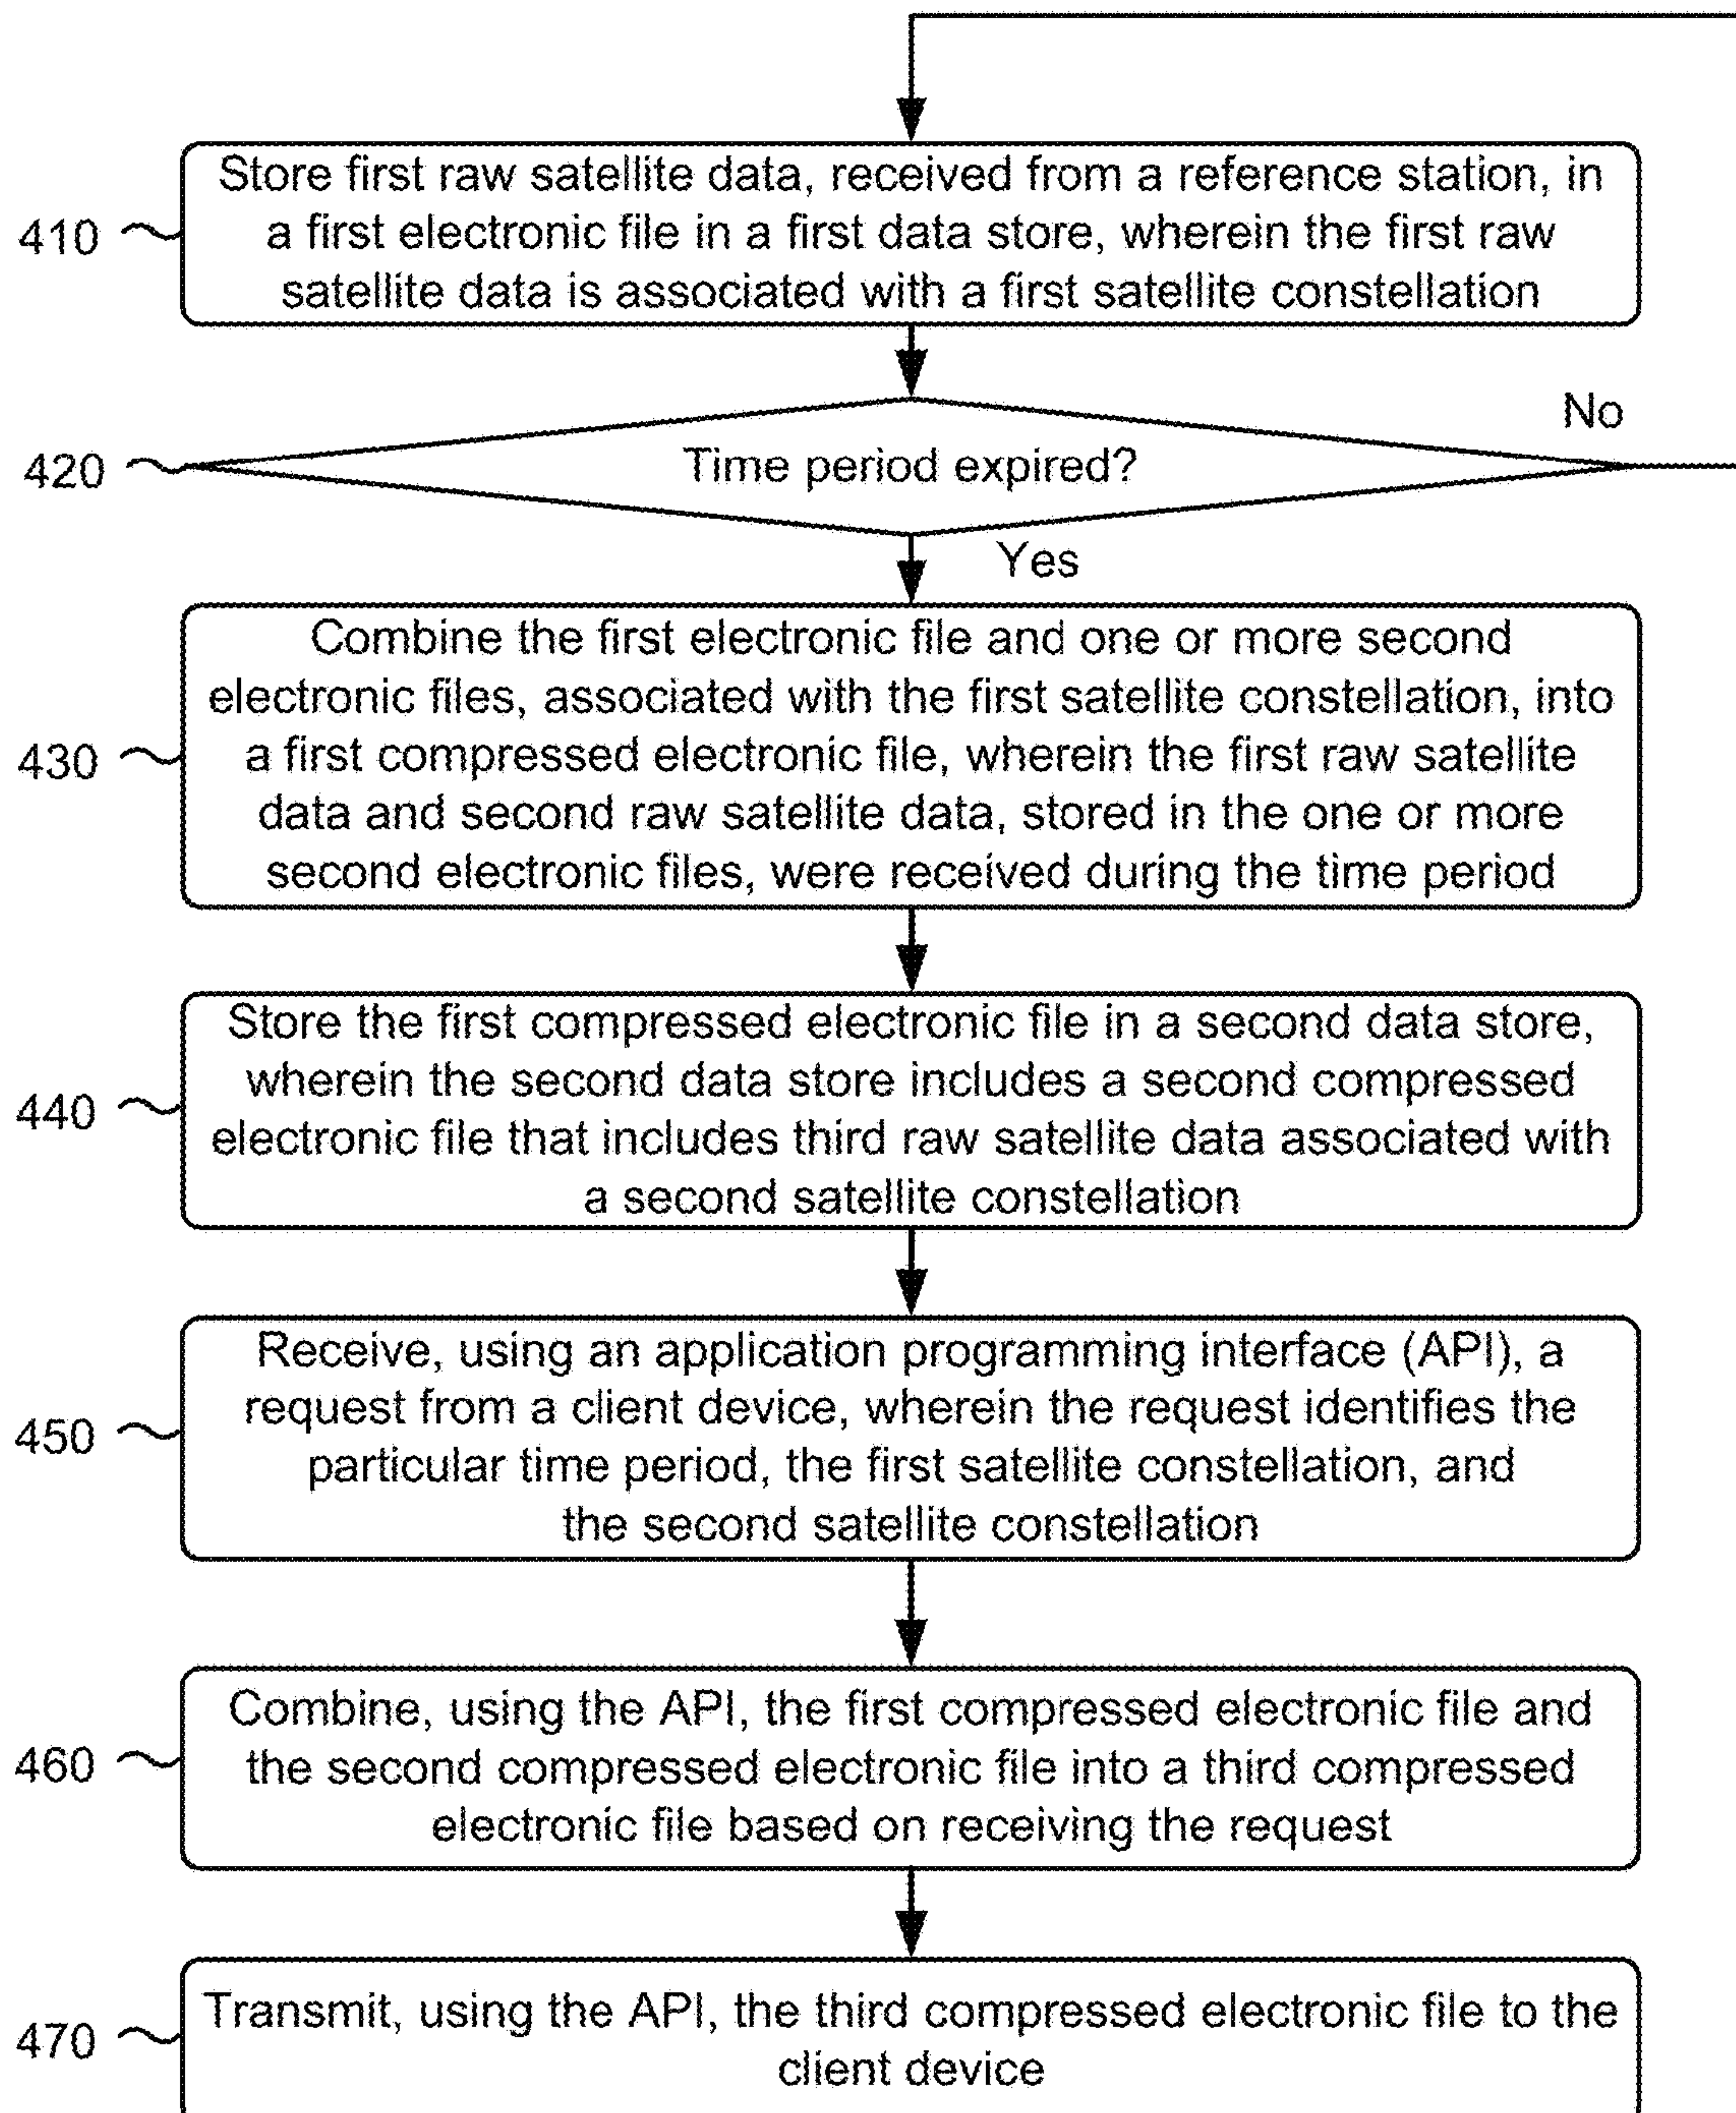 Store first raw satellite data, received from a reference station, in
a first electronic file in a first data store, wherein the first raw
satellite data is associated with a first satellite constellation
410
No
Time period expired?
420
Yes
Combine the first electronic file and one or more second
electronic files, associated with the first satellite constellation, into
a first compressed electronic file, wherein the first raw satellite
data and second raw satellite data, stored in the one or more
second electronic files, were received during the time period
430
Store the first compressed electronic file in a second data store,
wherein the second data store includes a second compressed
electronic file that includes third raw satellite data associated with
a second satellite constellation
440
Receive, using an application programming interface (API), a
request from a client device, wherein the request identifies the
particular time period, the first satellite constellation, and
the second satellite constellation
450
Combine, using the API, the first compressed electronic file and
the second compressed electronic file into a third compressed
electronic file based on receiving the request
460
Transmit, using the API, the third compressed electronic file to the
client device
470